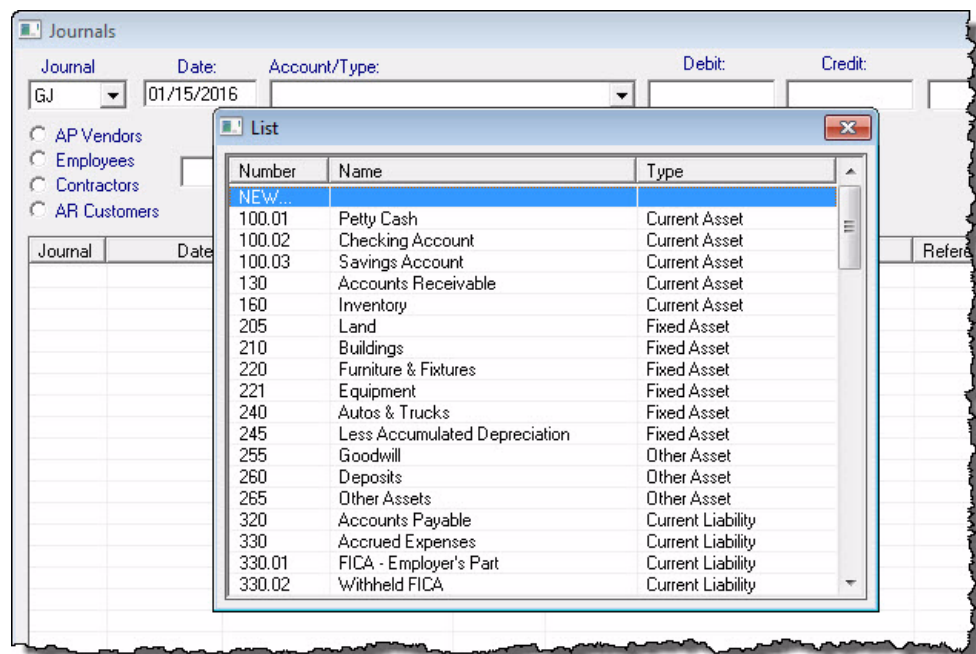 Journals
Journal Date: Account/Type: Debit: Credit:
GJ 01/15/2016
AP Vendors
Employees
Contractors
AR Customers
List
Number Name Type
NEW...
100.01 Petty Cash Current Asset
100.02 Checking Account Current Asset
100.03 Savings Account Current Asset
130 Accounts Receivable Current Asset
160 Inventory Current Asset
205 Land Fixed Asset
210 Buildings Fixed Asset
220 Furniture & Fixtures Fixed Asset
221 Equipment Fixed Asset
240 Autos & Trucks Fixed Asset
245 Less Accumulated Depreciation Fixed Asset
255 Goodwill Other Asset
260 Deposits Other Asset
265 Other Assets Other Asset
320 Accounts Payable Current Liability
330 Accrued Expenses Current Liability
330.01 FICA - Employer's Part Current Liability
330.02 Withheld FICA Current Liability
Journal Date